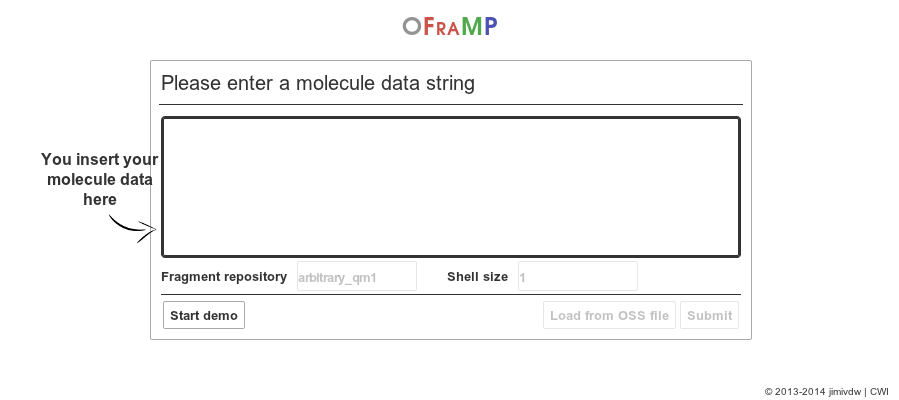 OFRAMP
Please enter a molecule data string
You insert your
molecule data
here
Fragment repository arbitrary_qm1 Shell size 1
Start demo Load from OSS file Submit
© 2013-2014 jimivdw | CWI